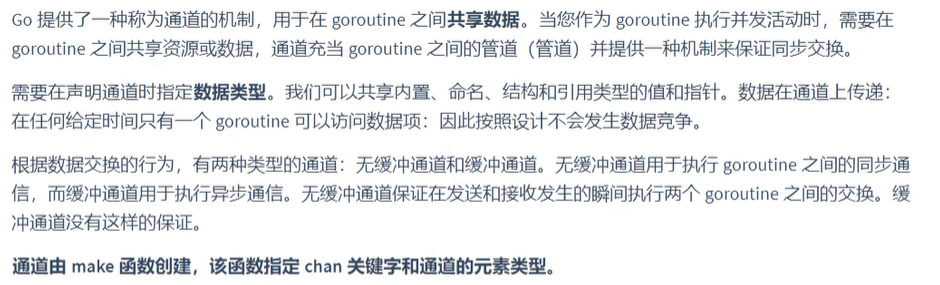 Go 提供了一种称为通道的机制，用于在 goroutine 之间共享数据。当您作为 goroutine 执行并发活动时，需要在
goroutine 之间共享资源或数据，通道充当 goroutine 之间的管道（管道）并提供一种机制来保证同步交换。
需要在声明通道时指定数据类型。我们可以共享内置、命名、结构和引用类型的值和指针。数据在通道上传递：
在任何给定时间只有一个 goroutine 可以访问数据项：因此按照设计不会发生数据竞争。
根据数据交换的行为，有两种类型的通道：无缓冲通道和缓冲通道。无缓冲通道用于执行 goroutine 之间的同步通
信，而缓冲通道用于执行异步通信。无缓冲通道保证在发送和接收发生的瞬间执行两个 goroutine 之间的交换。缓
冲通道没有这样的保证。
通道由 make 函数创建，该函数指定 chan 关键字和通道的元素类型。